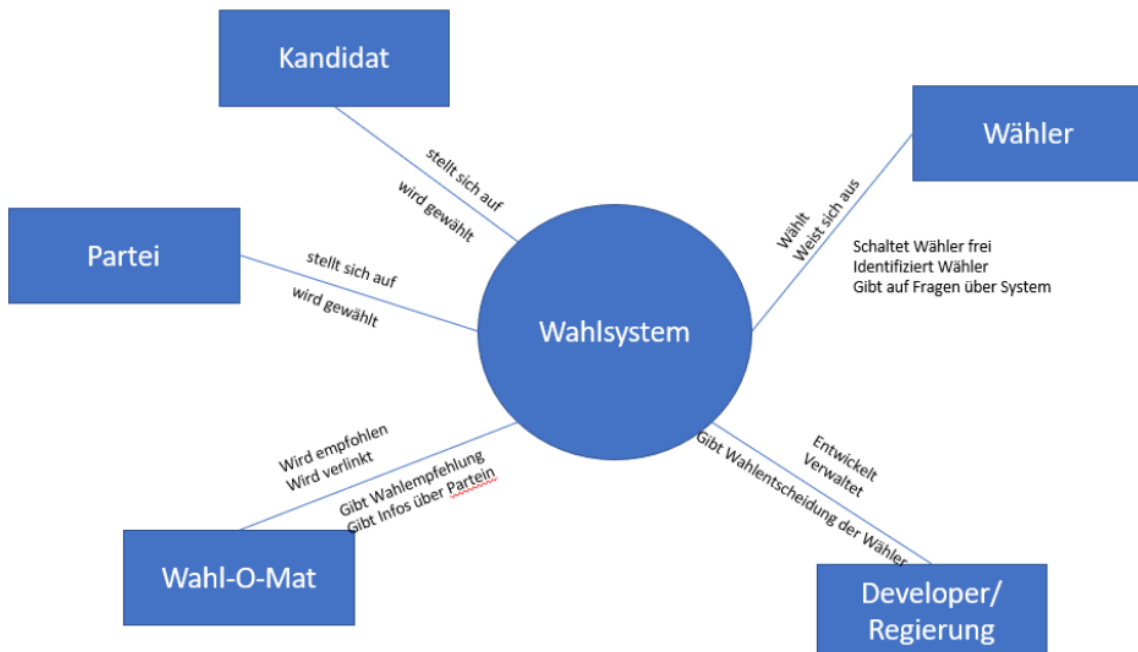 Kandidat
Wähler
stellt sich auf
wird gewählt
Partei
stellt sich auf
wird gewählt
Wählt
Weist sich aus
Schaltet Wähler frei
Identifiziert Wähler
Gibt auf Fragen über System
Wahlsystem
Wird empfohlen
Wird verlinkt
Gibt Wahlempfehlung
Gibt Infos über Partein
Entwickelt
Verwaltet
Gibt Wahlentscheidung der Wähler
Wahl-O-Mat
Developer/
Regierung